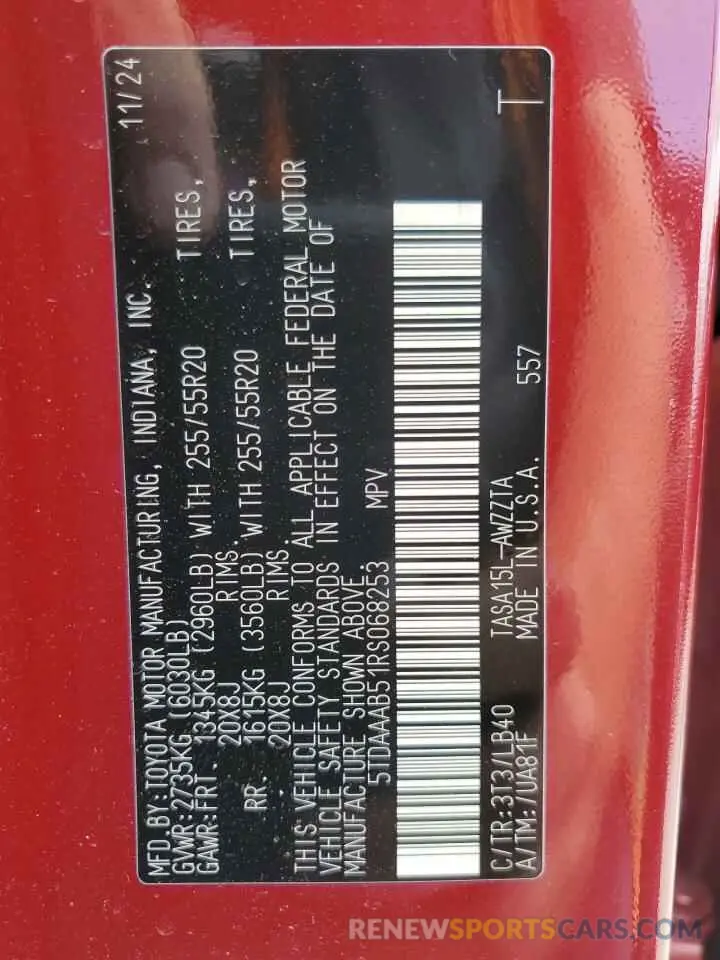 MFD.BY:TOYOTA MOTOR MANUFACTURING, INDIANA, INC. 11/24
GVWR:2735KG (6030LB)
GAWR:FRT. 1345KG (2960LB) WITH 255/55R20 TIRES,
20X8J RIMS.
RR. 1615KG (3560LB) WITH 255/55R20 TIRES,
20X8J RIMS.
THIS VEHICLE CONFORMS TO ALL APPLICABLE FEDERAL MOTOR
VEHICLE SAFETY STANDARDS IN EFFECT ON THE DATE OF
MANUFACTURE SHOWN ABOVE.
5TDAAAB51RS068253 MPV
C/TR:3T3/LB40 TASA15L-AWZZTA T
A/TM:/UA81F MADE IN U.S.A. 557
RENEWSPORTSCARS.COM